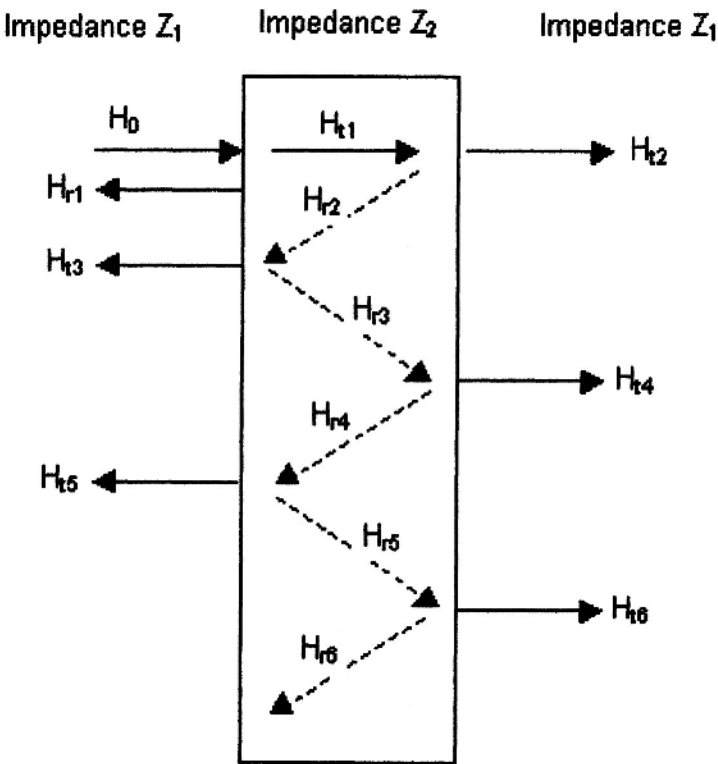 Impedance Z₁ Impedance Z₂ Impedance Z₁
H₀
Hₜ₁
Hₜ₂
Hᵣ₁
Hᵣ₂
Hₜ₃
Hᵣ₃
Hₜ₄
Hᵣ₄
Hₜ₅
Hᵣ₅
Hₜ₆
Hᵣ₆